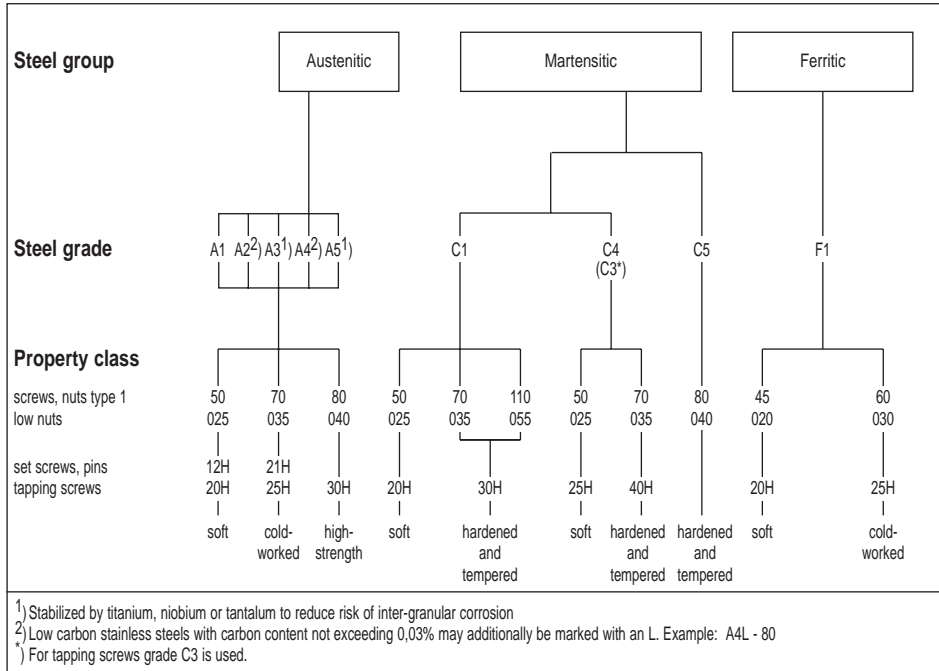 Steel group Austenitic Martensitic Ferritic
Steel grade A1 A2²) A3¹) A4²) A5¹) C1 C4 C5 F1
(C3*)
Property class
screws, nuts type 1 50 70 80 50 70 110 50 70 80 45 60
low nuts 025 035 040 025 035 055 025 035 040 020 030
set screws, pins 12H 21H
tapping screws 20H 25H 30H 20H 30H 25H 40H 20H 25H
soft cold- high- soft hardened soft hardened hardened soft cold-
worked strength and and and worked
tempered tempered tempered
¹) Stabilized by titanium, niobium or tantalum to reduce risk of inter-granular corrosion
²) Low carbon stainless steels with carbon content not exceeding 0,03% may additionally be marked with an L. Example: A4L - 80
*) For tapping screws grade C3 is used.